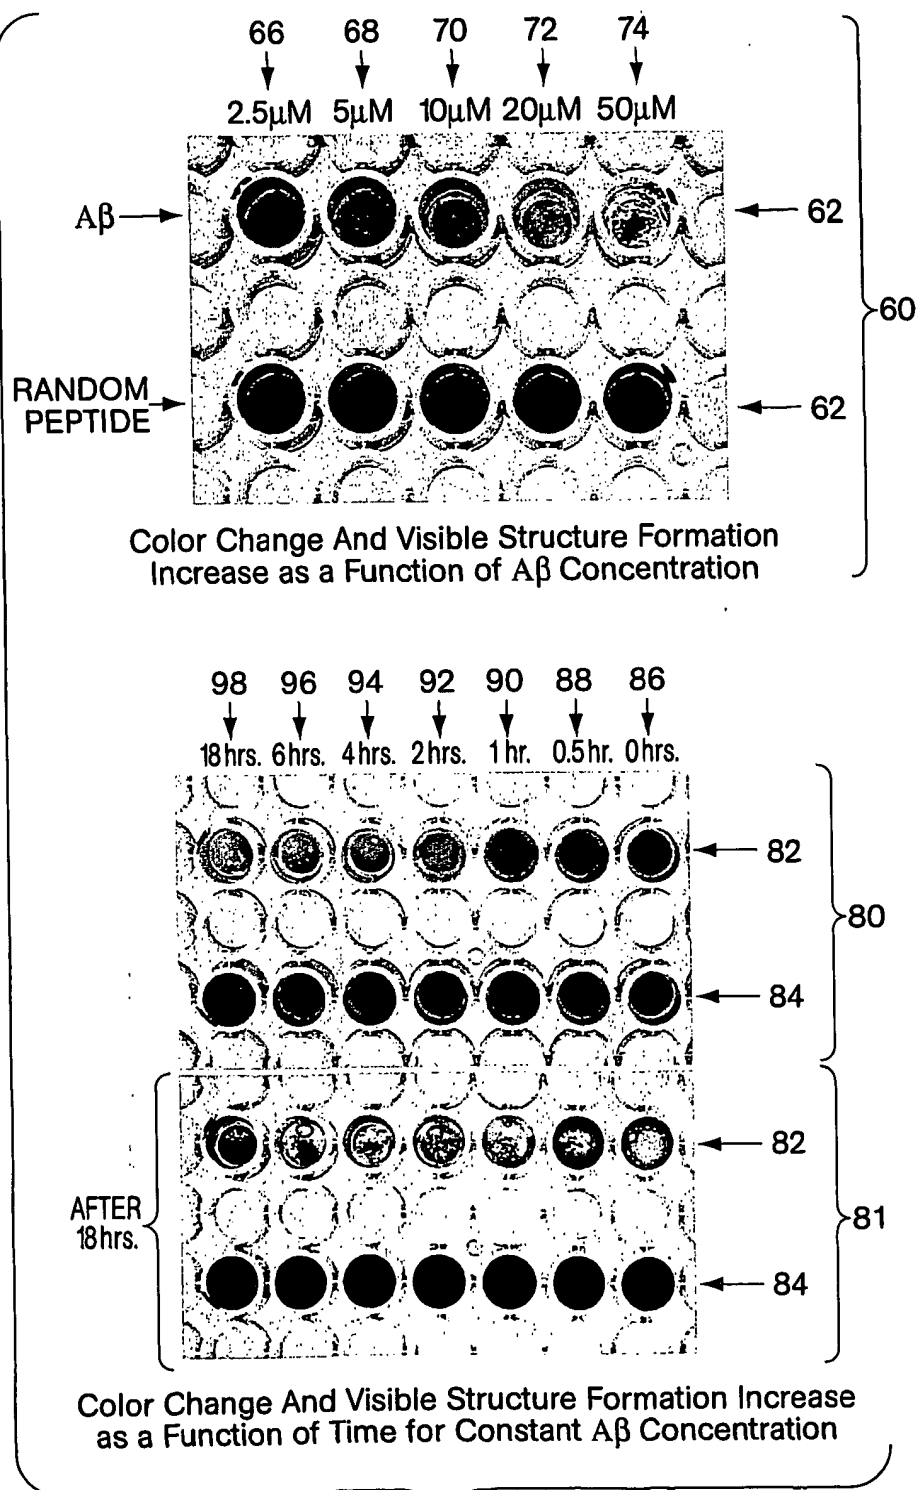 66 68 70 72 74
2.5μM 5μM 10μM 20μM 50μM
Aβ 62
60
RANDOM
PEPTIDE 62
Color Change And Visible Structure Formation
Increase as a Function of Aβ Concentration
98 96 94 92 90 88 86
18hrs. 6hrs. 4hrs. 2hrs. 1hr. 0.5hr. 0hrs.
82
80
84
82
AFTER
18hrs.
81
84
Color Change And Visible Structure Formation Increase
as a Function of Time for Constant Aβ Concentration